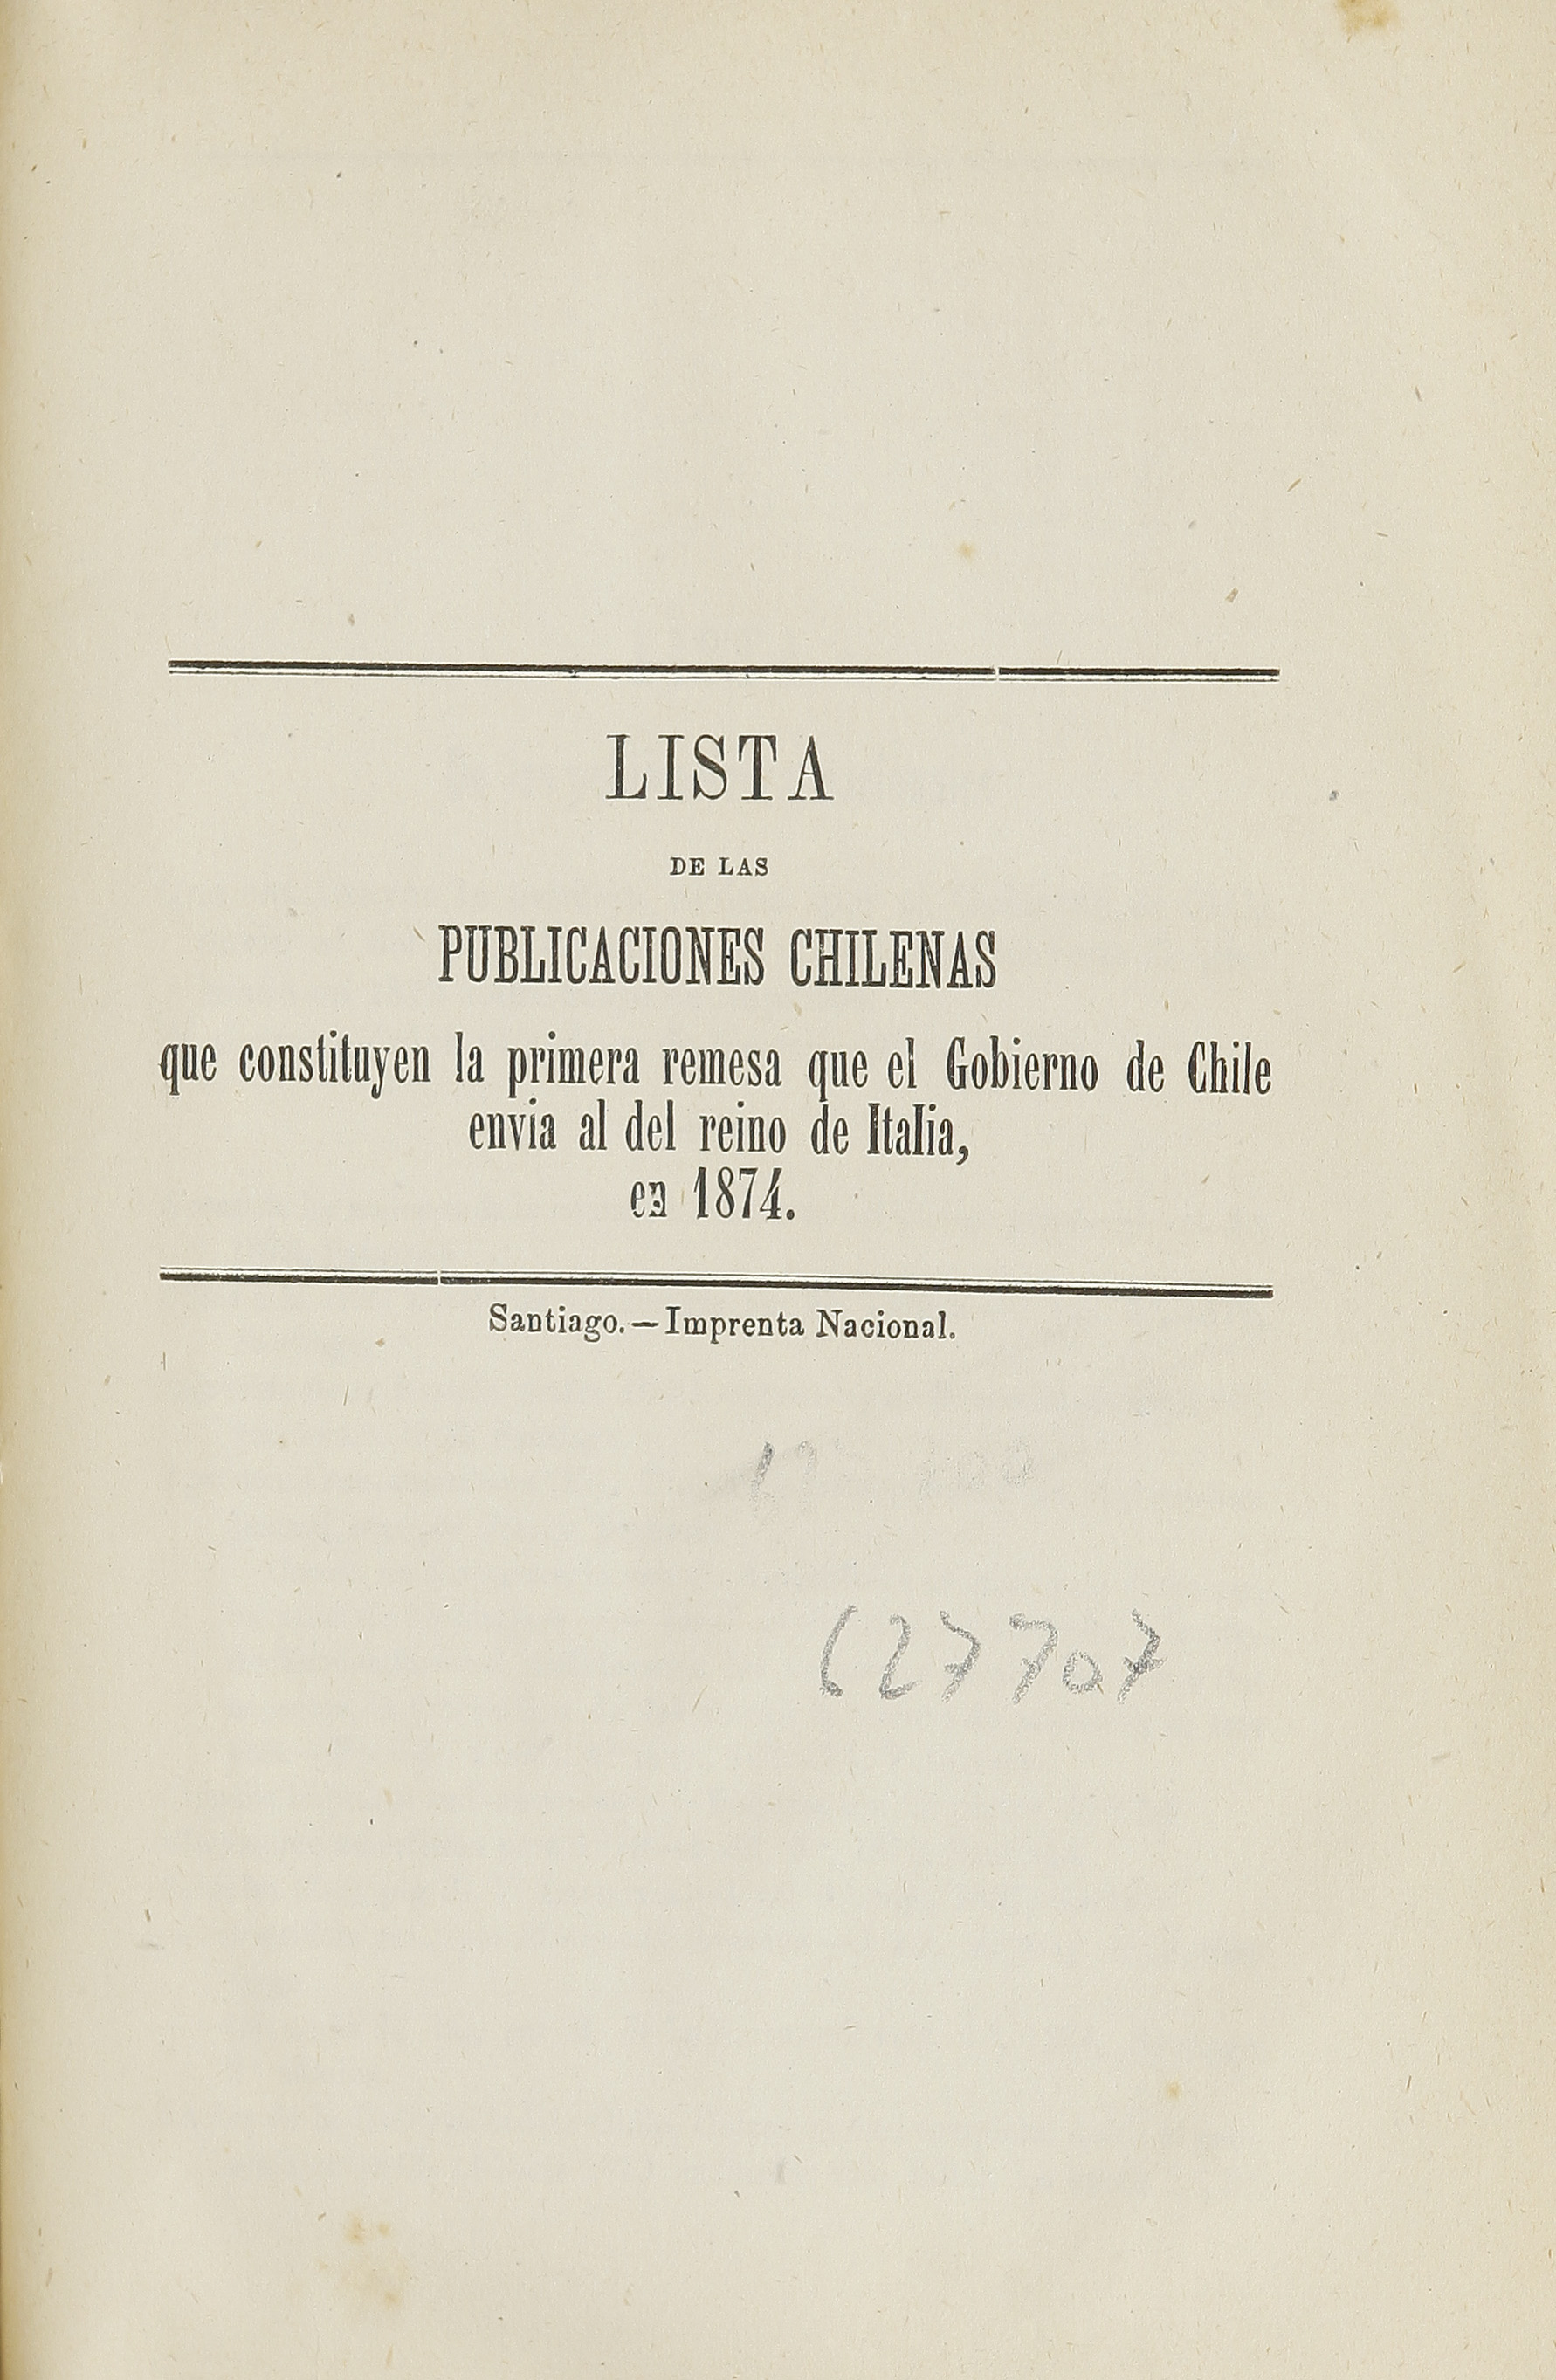 LISTA
DE LAS
PUBLICACIONES CHILENAS
que constituyen la primera remesa que el Gobierno de Chile
envia al del reino de Italia,
en 1874.
Santiago.—Imprenta Nacional.
627707